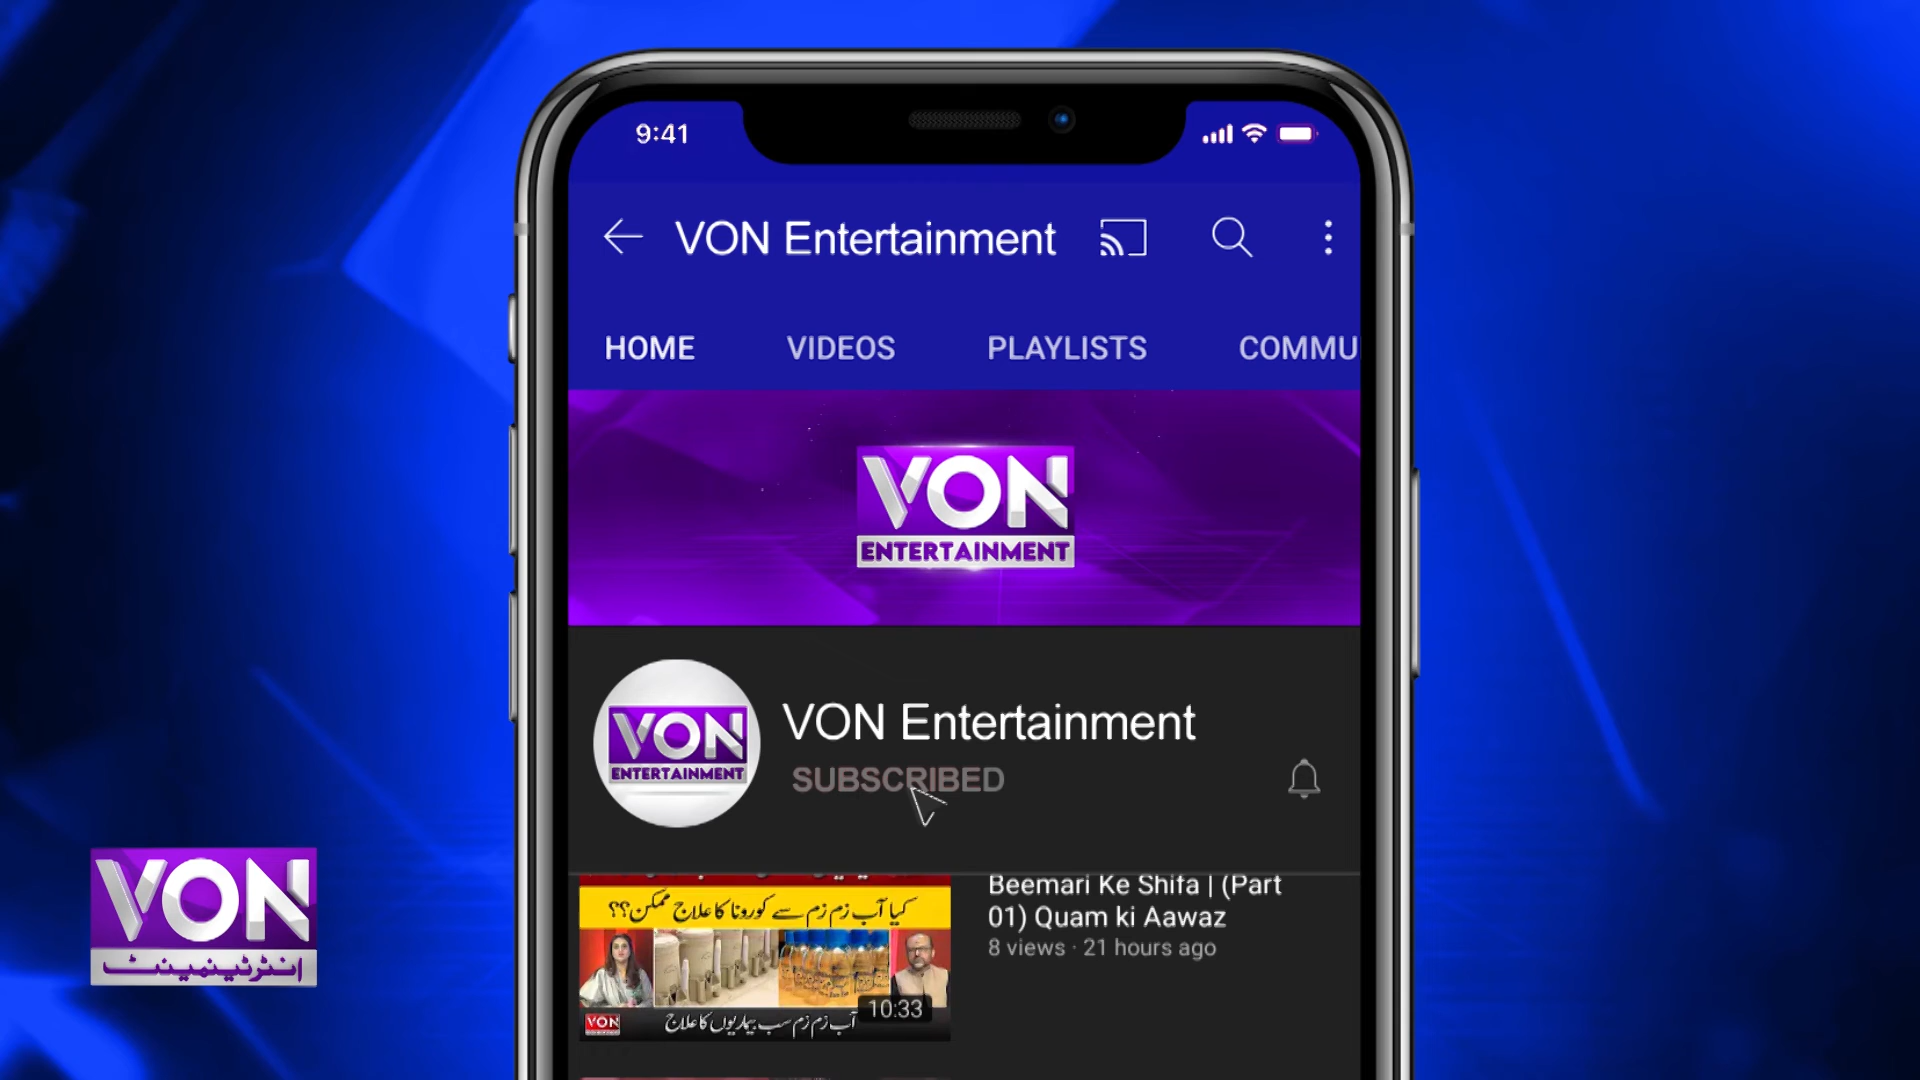 9:41
VON Entertainment
HOME
VIDEOS
PLAYLISTS
COMMU
VON
ENTERTAINMENT
VON
ENTERTAINMENT
VON Entertainment
SUBSCRIBED
کیا آب زم زم سے کورونا کا علاج ممکن؟؟
VON
آب زم زم سب بیماریوں کا علاج
10:33
Beemari Ke Shifa | (Part
01) Quam ki Aawaz
8 views · 21 hours ago
VON
انٹرٹینمینٹ